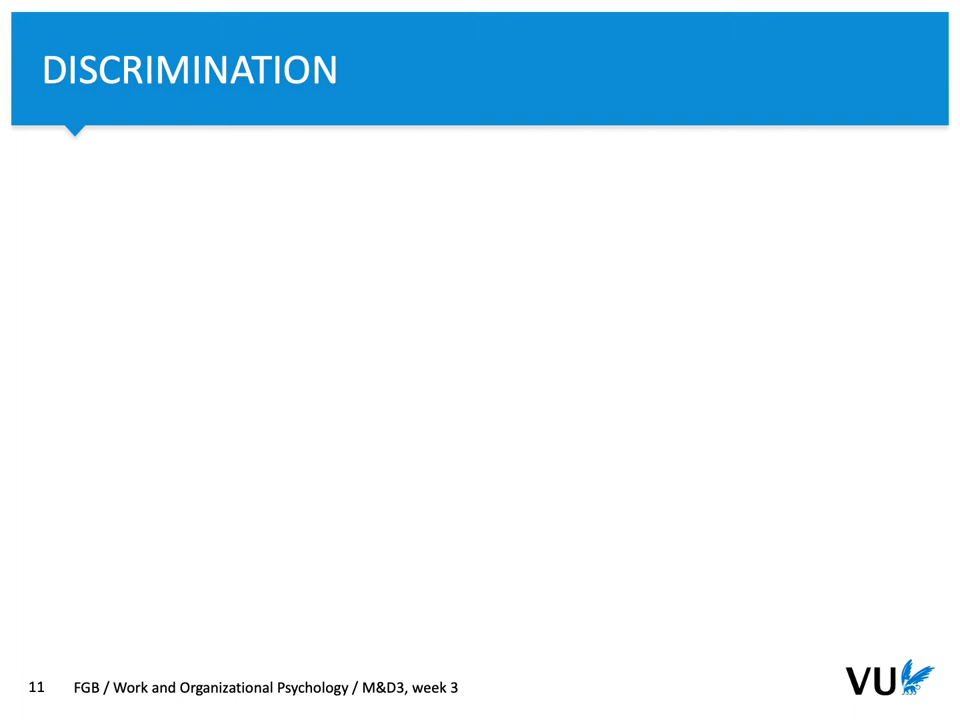 DISCRIMINATION
11 FGB / Work and Organizational Psychology / M&D3, week 3
VU